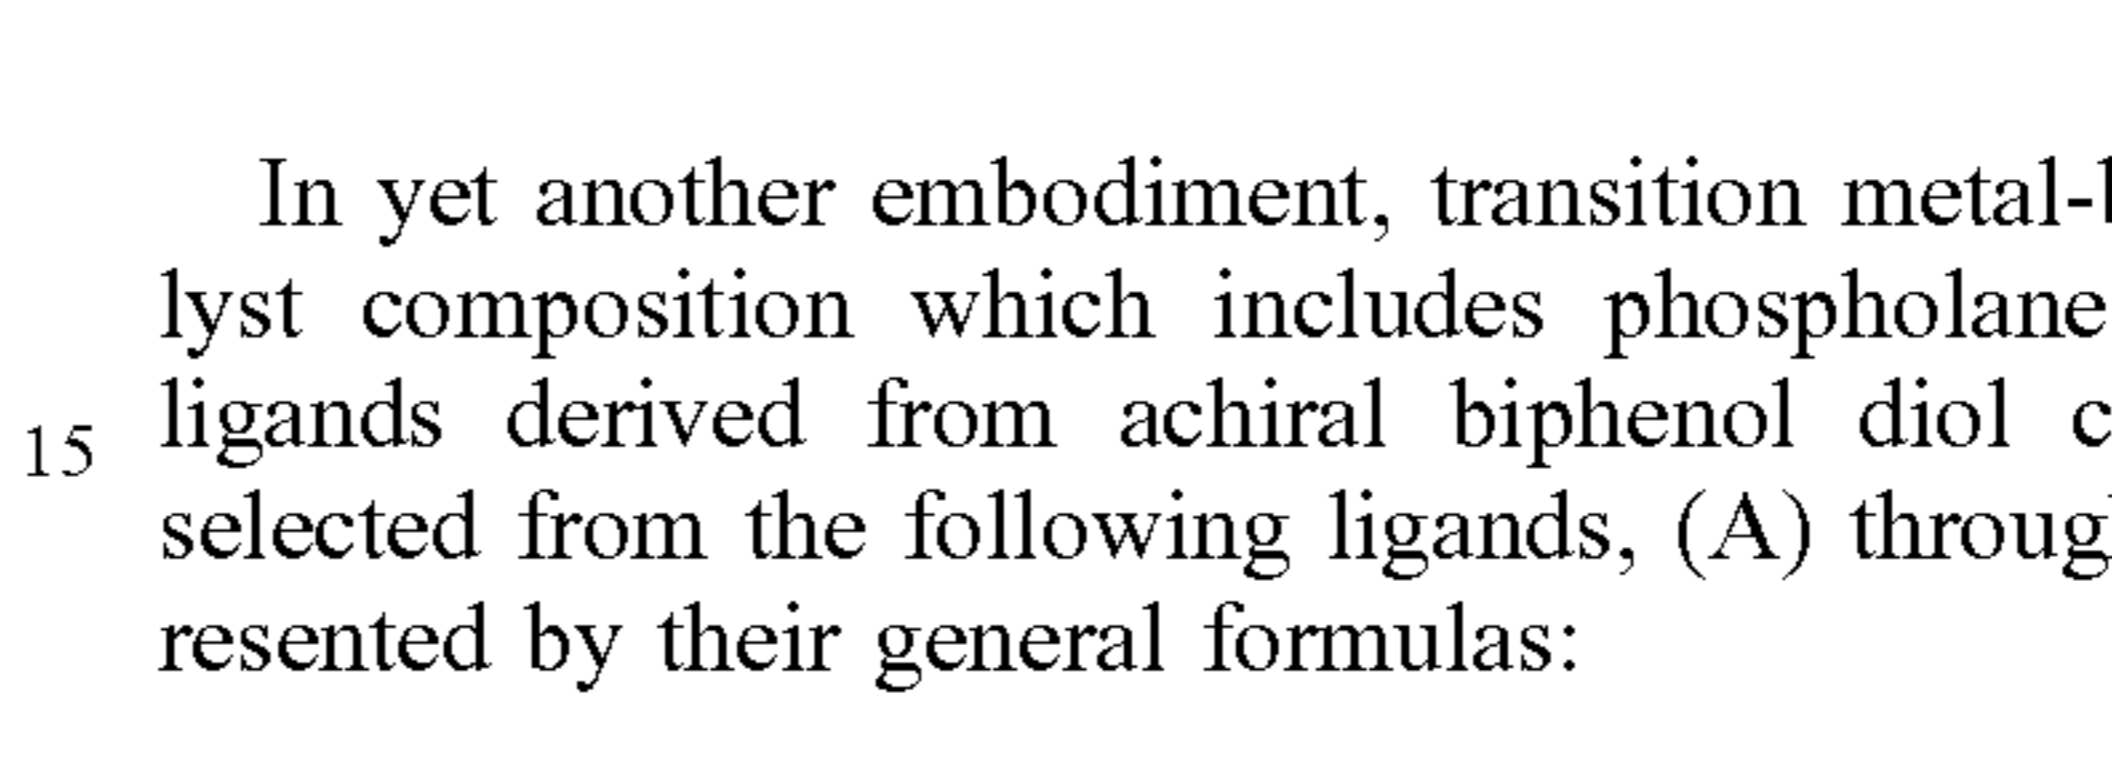 In yet another embodiment, transition metal-
lyst composition which includes phospholane
ligands derived from achiral biphenol diol
15
selected from the following ligands, (A)
resented by their general formulas: